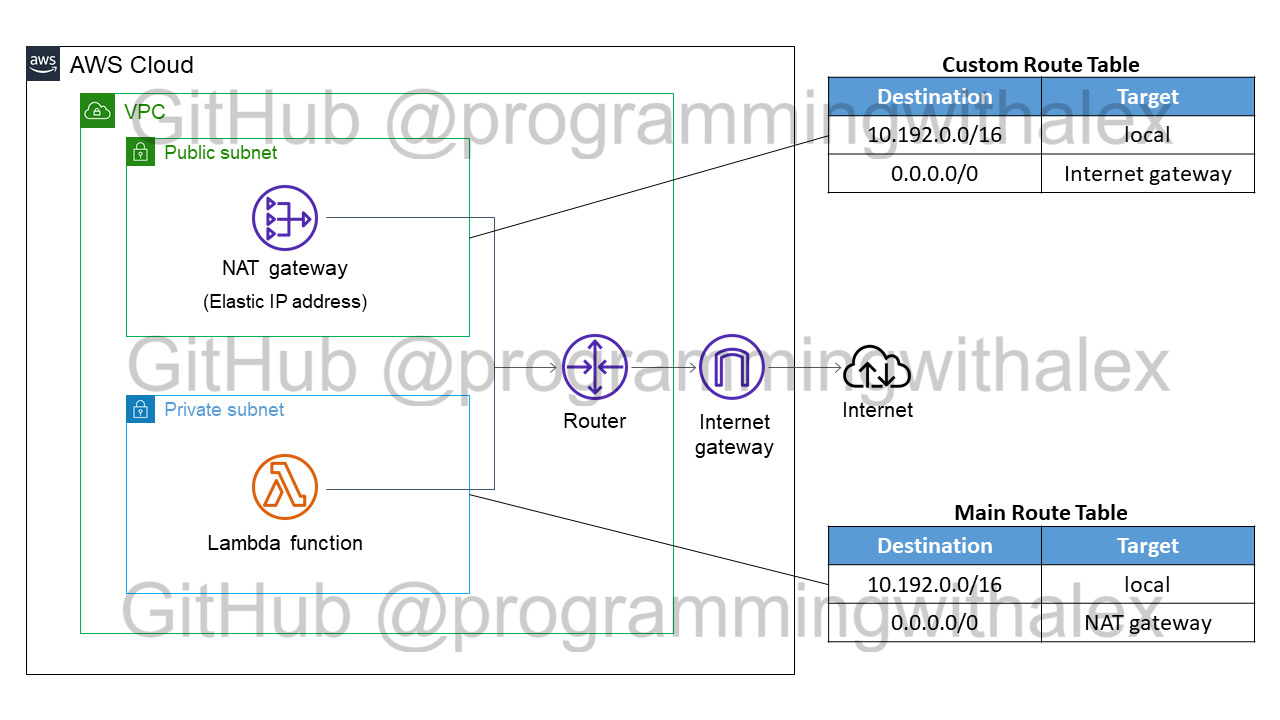 aws
AWS Cloud
VPC
Public subnet
NAT gateway
(Elastic IP address)
Private subnet
Lambda function
Router
Internet
gateway
Internet
Custom Route Table
Destination Target
10.192.0.0/16 local
0.0.0.0/0 Internet gateway
Main Route Table
Destination Target
10.192.0.0/16 local
0.0.0.0/0 NAT gateway
GitHub @programmingwithalex
GitHub @programmingwithalex
GitHub @programmingwithalex